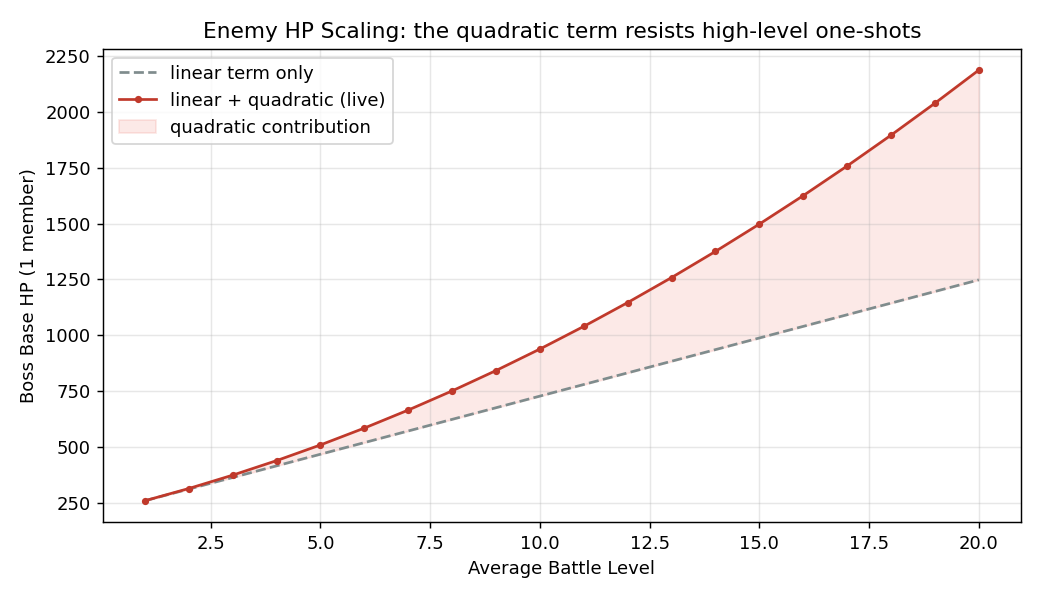 Enemy HP Scaling: the quadratic term resists high-level one-shots
linear term only
linear + quadratic (live)
quadratic contribution
Boss Base HP (1 member)
2250
2000
1750
1500
1250
1000
750
500
250
2.5 5.0 7.5 10.0 12.5 15.0 17.5 20.0
Average Battle Level